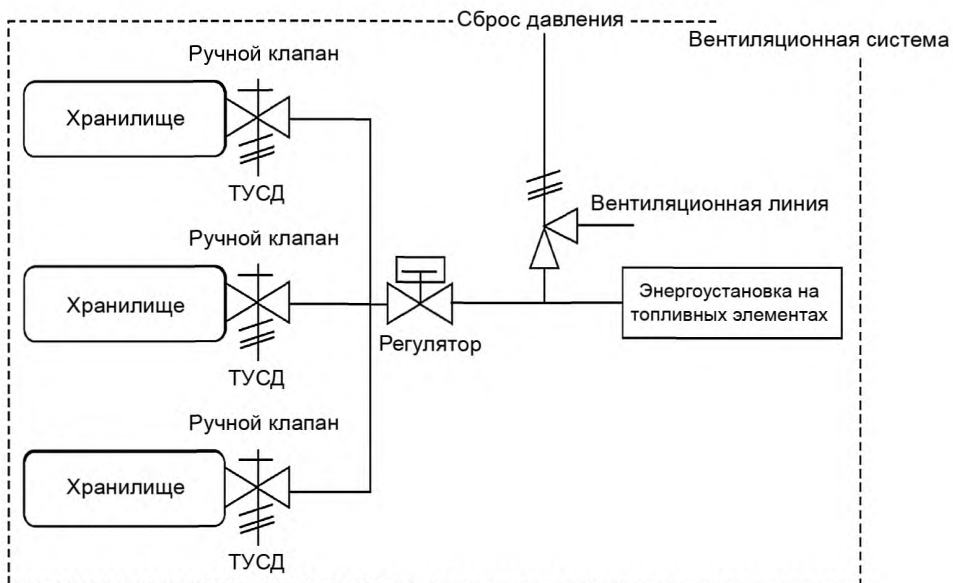 Сброс давления
Вентиляционная система
Ручной клапан
Хранилище
ТУСД
Вентиляционная линия
Ручной клапан
Хранилище
ТУСД
Регулятор
Энергоустановка на
топливных элементах
Ручной клапан
Хранилище
ТУСД